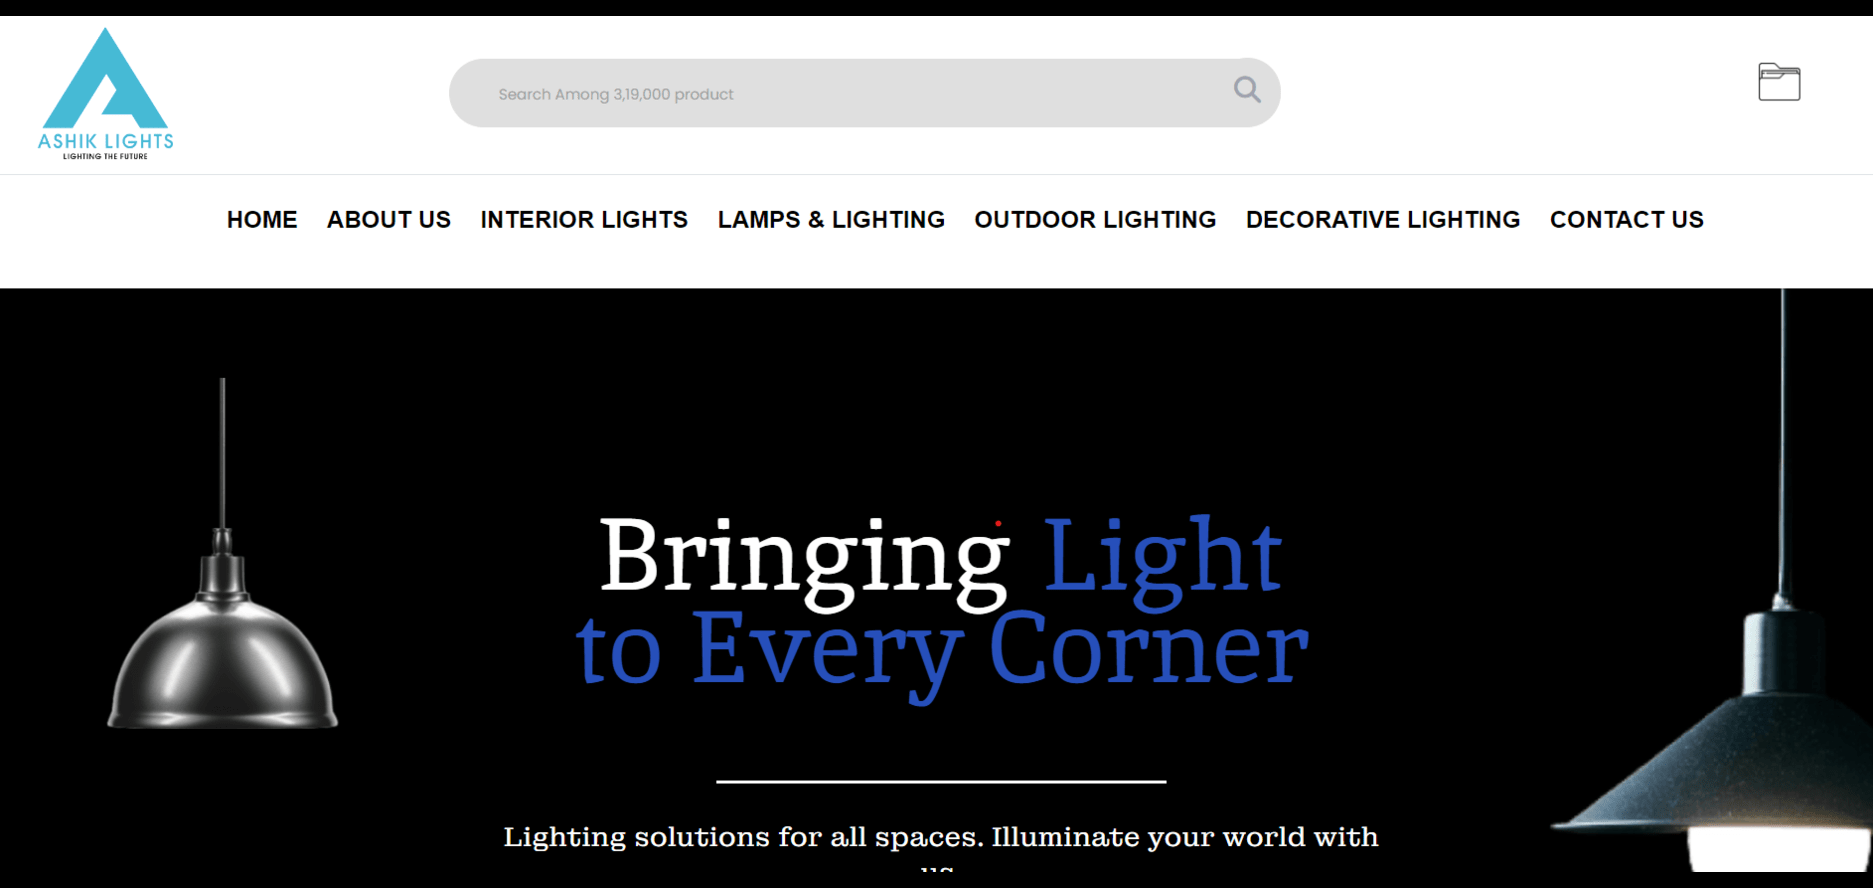 ASHIK LIGHTS
LIGHTING THE FUTURE
Search Among 3,19,000 product
HOME ABOUT US INTERIOR LIGHTS LAMPS & LIGHTING OUTDOOR LIGHTING DECORATIVE LIGHTING CONTACT US
Bringing Light
to Every Corner
Lighting solutions for all spaces. Illuminate your world with
us